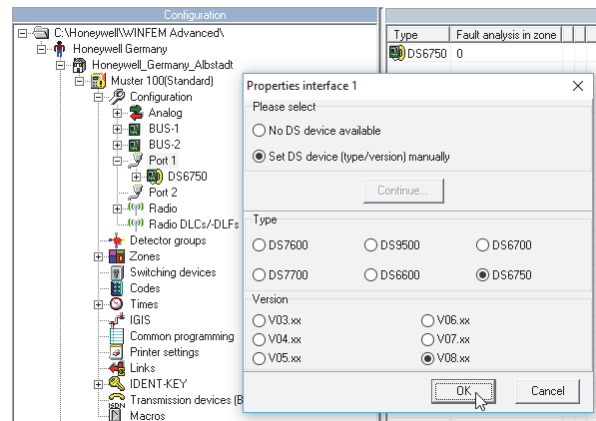 Configuration
C:\Honeywell\WINFEM Advanced\
Honeywell Germany
Honeywell_Germany_Albstadt
Muster 100(Standard)
Configuration
Analog
BUS-1
BUS-2
Port 1
DS6750
Port 2
Radio
Radio DLCs/-DLFs
Detector groups
Zones
Switching devices
Codes
Times
IGIS
Common programming
Printer settings
Links
IDENT-KEY
Transmission devices (B
ISDN
Macros
Type Fault analysis in zone
DS6750 0
Properties interface 1
Please select
No DS device available
Set DS device (type/version) manually
Continue...
Type
DS7600 DS9500 DS6700
DS7700 DS6600 DS6750
Version
V03.xx V06.xx
V04.xx V07.xx
V05.xx V08.xx
OK Cancel